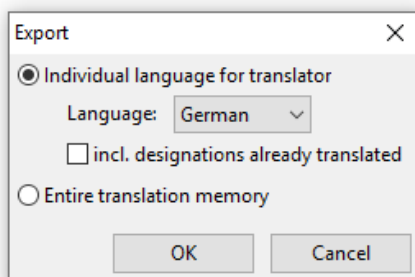 Export
Individual language for translator
Language: German
incl. designations already translated
Entire translation memory
OK Cancel